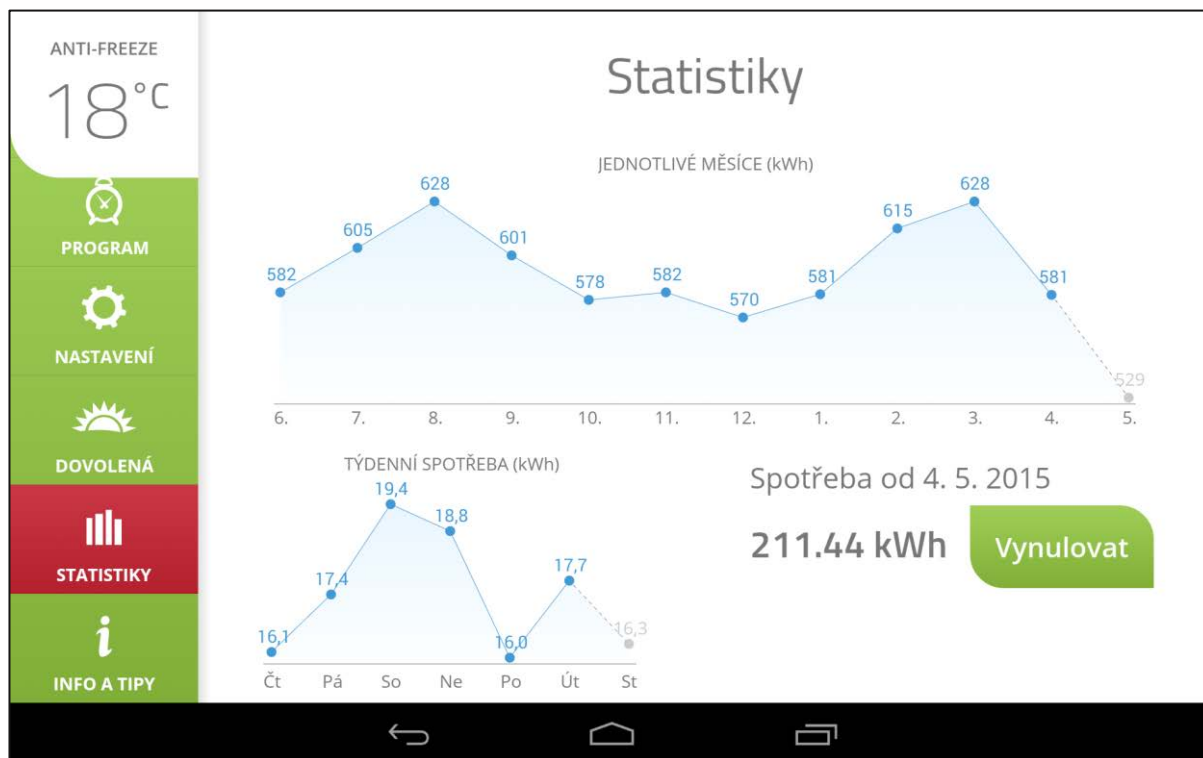 ANTI-FREEZE
18°C
PROGRAM
NASTAVENÍ
DOVOLENÁ
STATISTIKY
INFO A TIPY
Statistiky
JEDNOTLIVÉ MĚSÍCE (kWh)
582 605 628 601 578 582 570 581 615 628 581 529
6. 7. 8. 9. 10. 11. 12. 1. 2. 3. 4. 5.
TÝDENNÍ SPOTŘEBA (kWh)
16,1 17,4 19,4 18,8 16,0 17,7 16,3
Čt Pá So Ne Po Út St
Spotřeba od 4. 5. 2015
211.44 kWh
Vynulovat